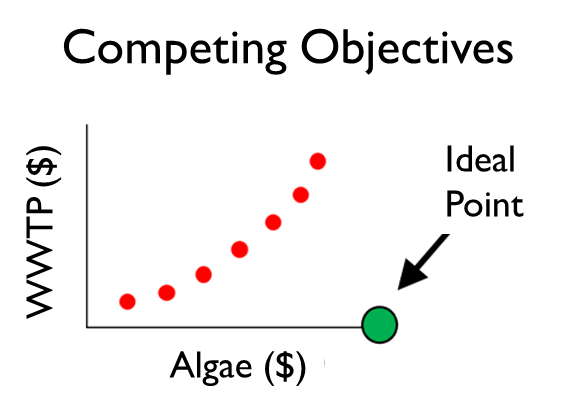 Competing Objectives
WWTP ($)
Ideal
Point
Algae ($)